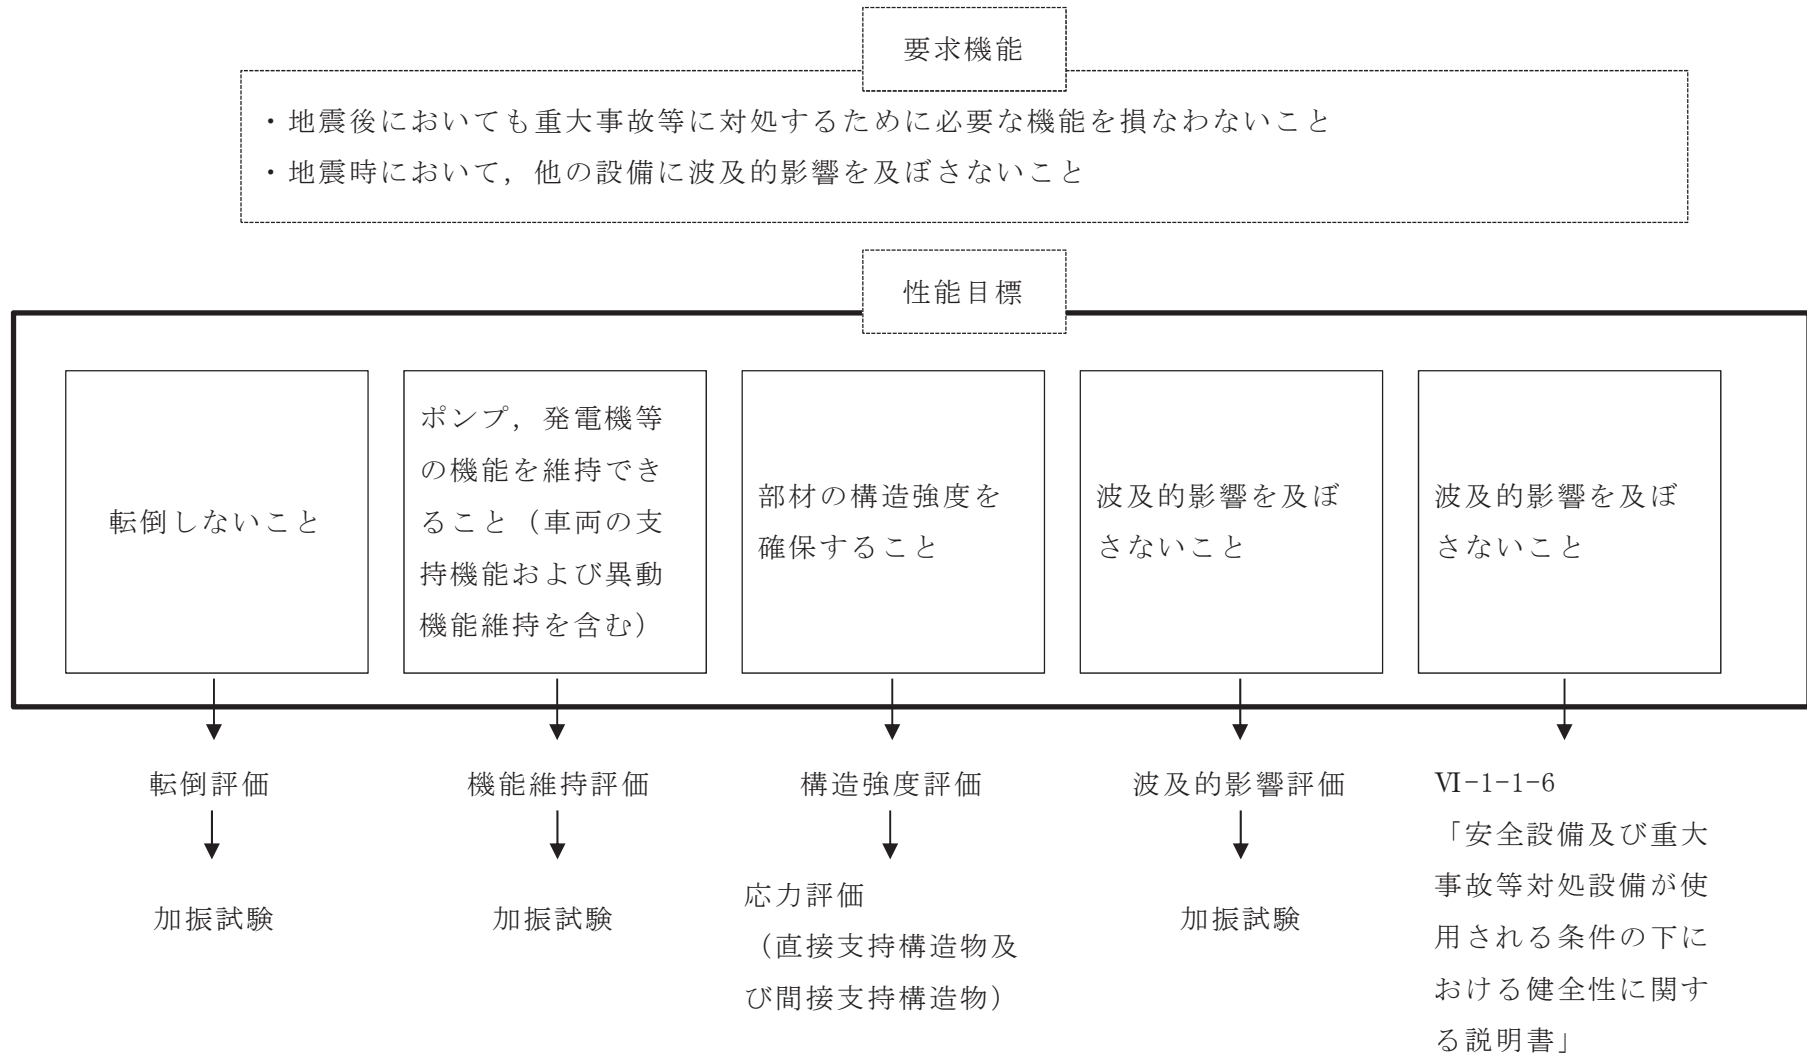 要求機能
・地震後においても重大事故等に対処するために必要な機能を損なわないこと
・地震時において，他の設備に波及的影響を及ぼさないこと
性能目標
転倒しないこと
ポンプ，発電機等
の機能を維持でき
ること（車両の支
持機能および異動
機能維持を含む）
部材の構造強度を
確保すること
波及的影響を及ぼ
さないこと
波及的影響を及ぼ
さないこと
転倒評価
加振試験
機能維持評価
加振試験
構造強度評価
応力評価
（直接支持構造物及
び間接支持構造物）
波及的影響評価
加振試験
Ⅵ-1-1-6
「安全設備及び重大
事故等対処設備が使
用される条件の下に
おける健全性に関す
る説明書」